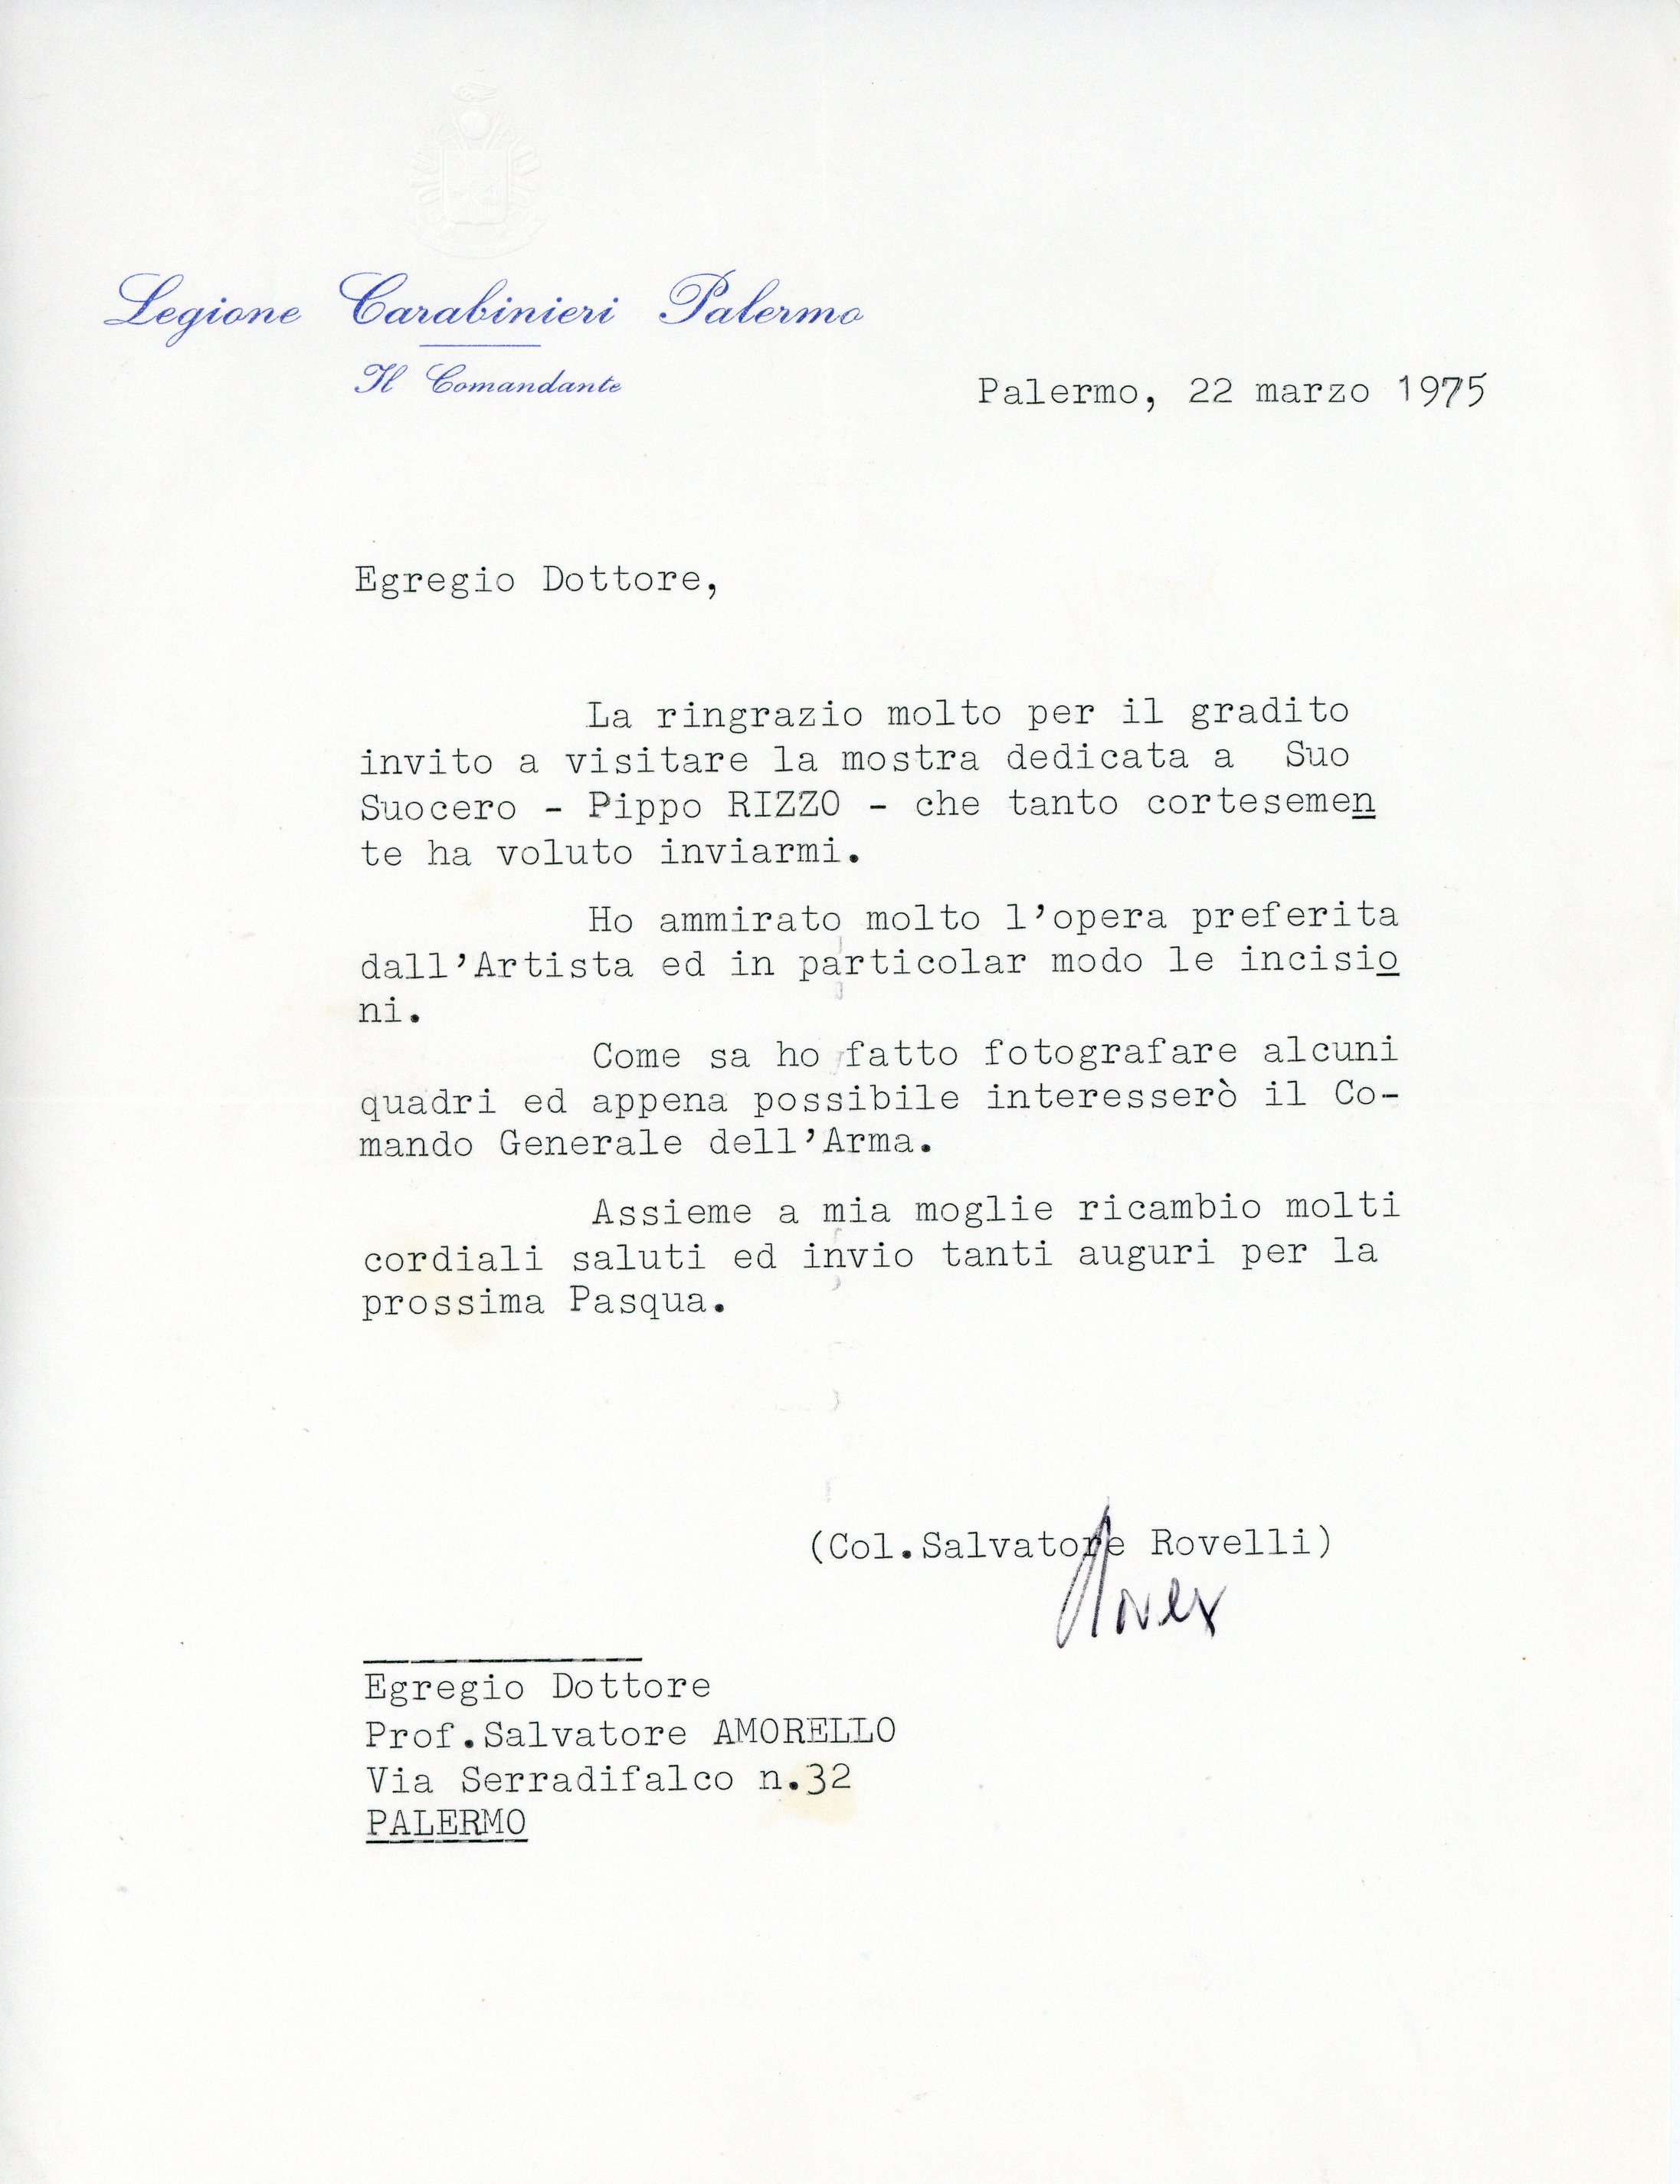 Legione Carabinieri Palermo
Il Comandante
Palermo, 22 marzo 1975
Egregio Dottore,
La ringrazio molto per il gradito
invito a visitare la mostra dedicata a Suo
Suocero - Pippo RIZZO - che tanto cortesemen
te ha voluto inviarmi.
Ho ammirato molto l'opera preferita
dall'Artista ed in particolar modo le incisio
ni.
Come sa ho fatto fotografare alcuni
quadri ed appena possibile interesserò il Co-
mando Generale dell'Arma.
Assieme a mia moglie ricambio molti
cordiali saluti ed invio tanti auguri per la
prossima Pasqua.
(Col.Salvatore Rovelli)
Egregio Dottore
Prof.Salvatore AMORELLO
Via Serradifalco n.32
PALERMO